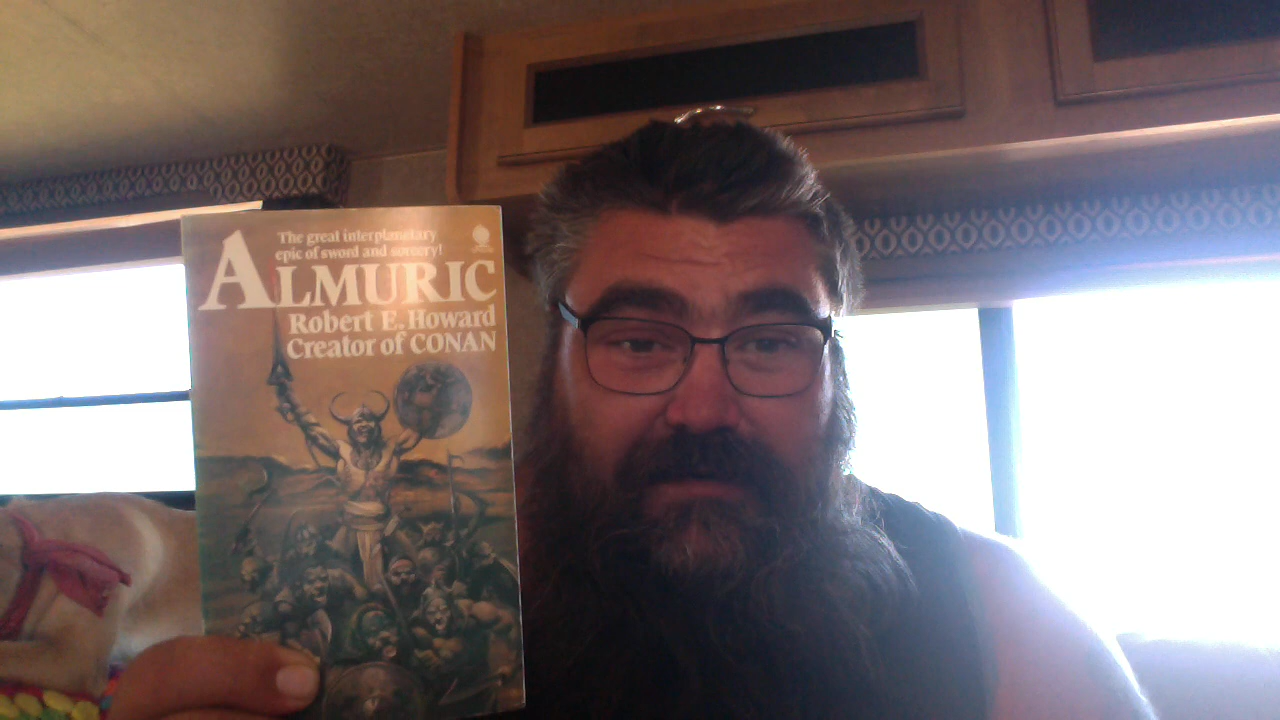 The great interplanetary
epic of sword and sorcery!
ALMURIC
Robert E. Howard
Creator of CONAN